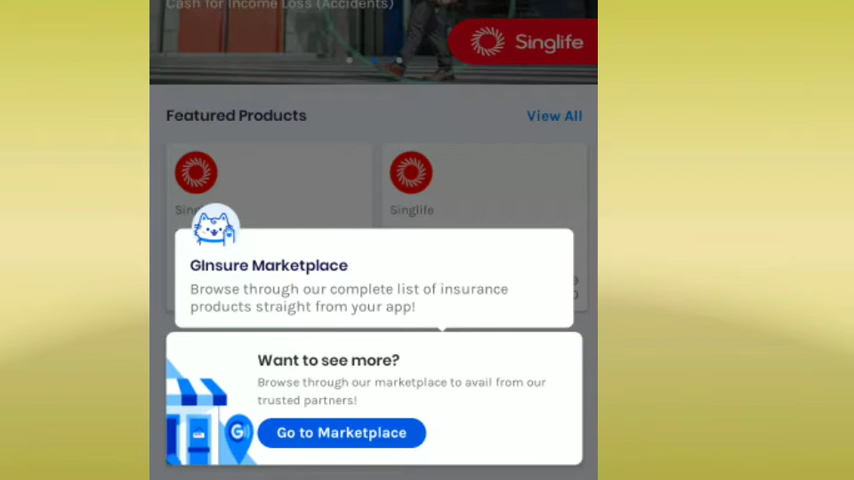 Cash for Income Loss (Accidents)
Singlife
Featured Products
View All
Singlife
GInsure Marketplace
Browse through our complete list of insurance
products straight from your app!
Want to see more?
Browse through our marketplace to avail from our
trusted partners!
G
Go to Marketplace